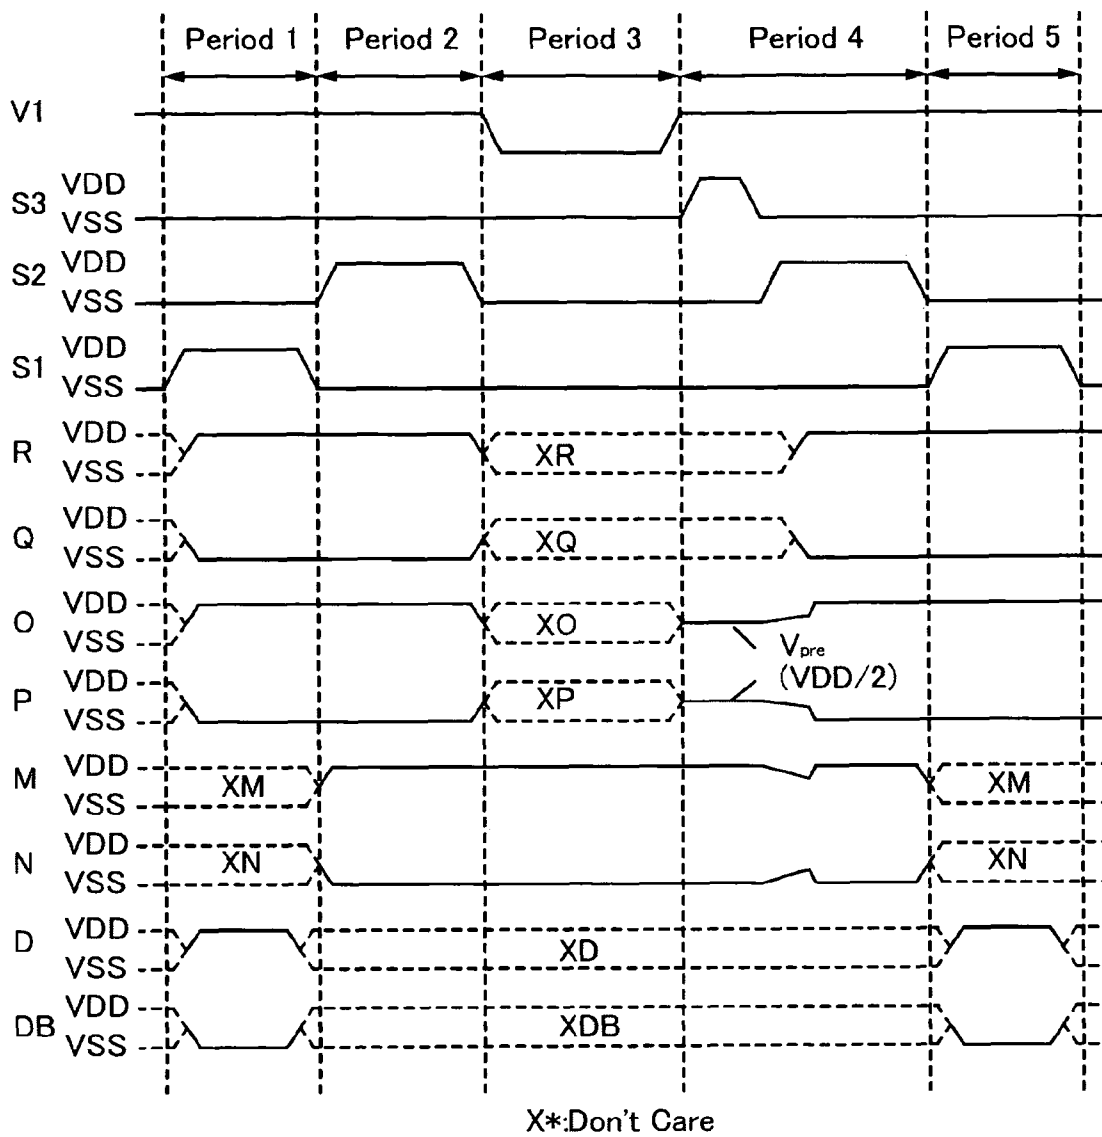 Period 1 Period 2 Period 3 Period 4 Period 5
V1
S3 VDD
VSS
S2 VDD
VSS
S1 VDD
VSS
R VDD
VSS
XR
Q VDD
VSS
XQ
O VDD
VSS
XO
Vpre
(VDD/2)
P VDD
VSS
XP
M VDD
VSS
XM XM
N VDD
VSS
XN XN
D VDD
VSS
XD
DB VDD
VSS
XDB
X*:Don't Care